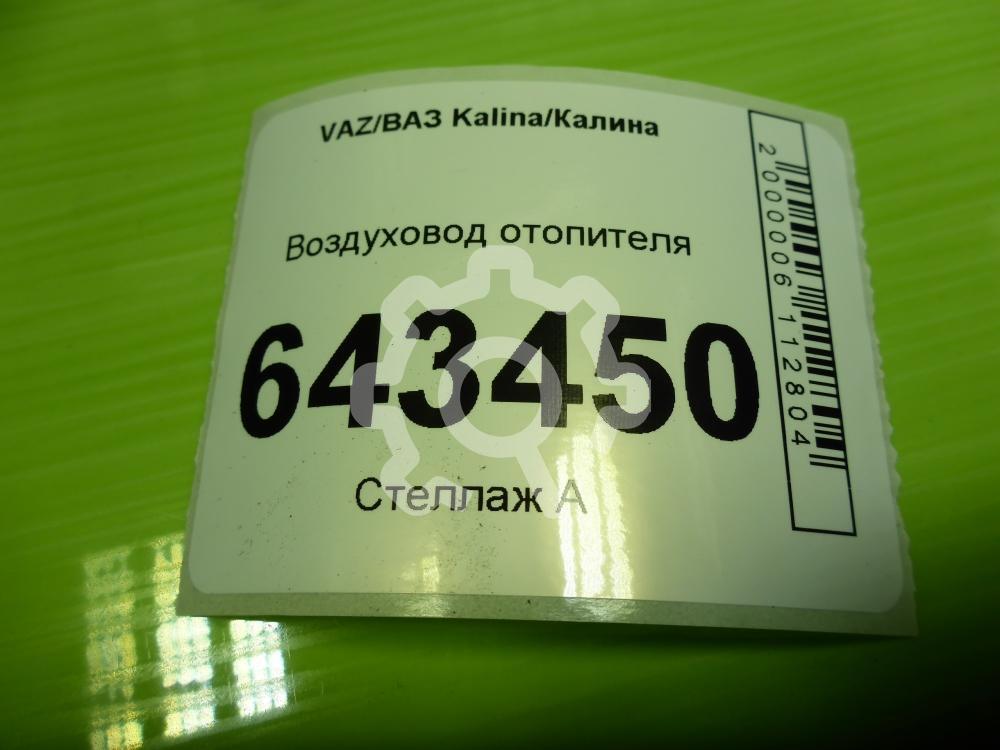 VAZ/ВАЗ Kalina/Калина
Воздуховод отопителя
643450
Стеллаж А
2000006112804